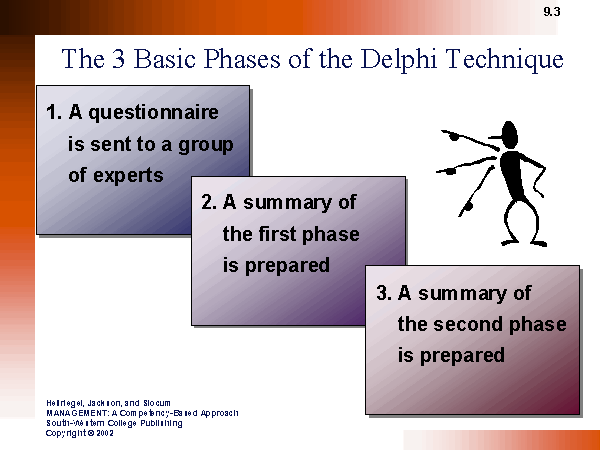 9.3
The 3 Basic Phases of the Delphi Technique
1. A questionnaire
is sent to a group
of experts
2. A summary of
the first phase
is prepared
3. A summary of
the second phase
is prepared
Hellriegel, Jackson, and Slocum
MANAGEMENT: A Competency-Based Approach
South-Western College Publishing
Copyright © 2002